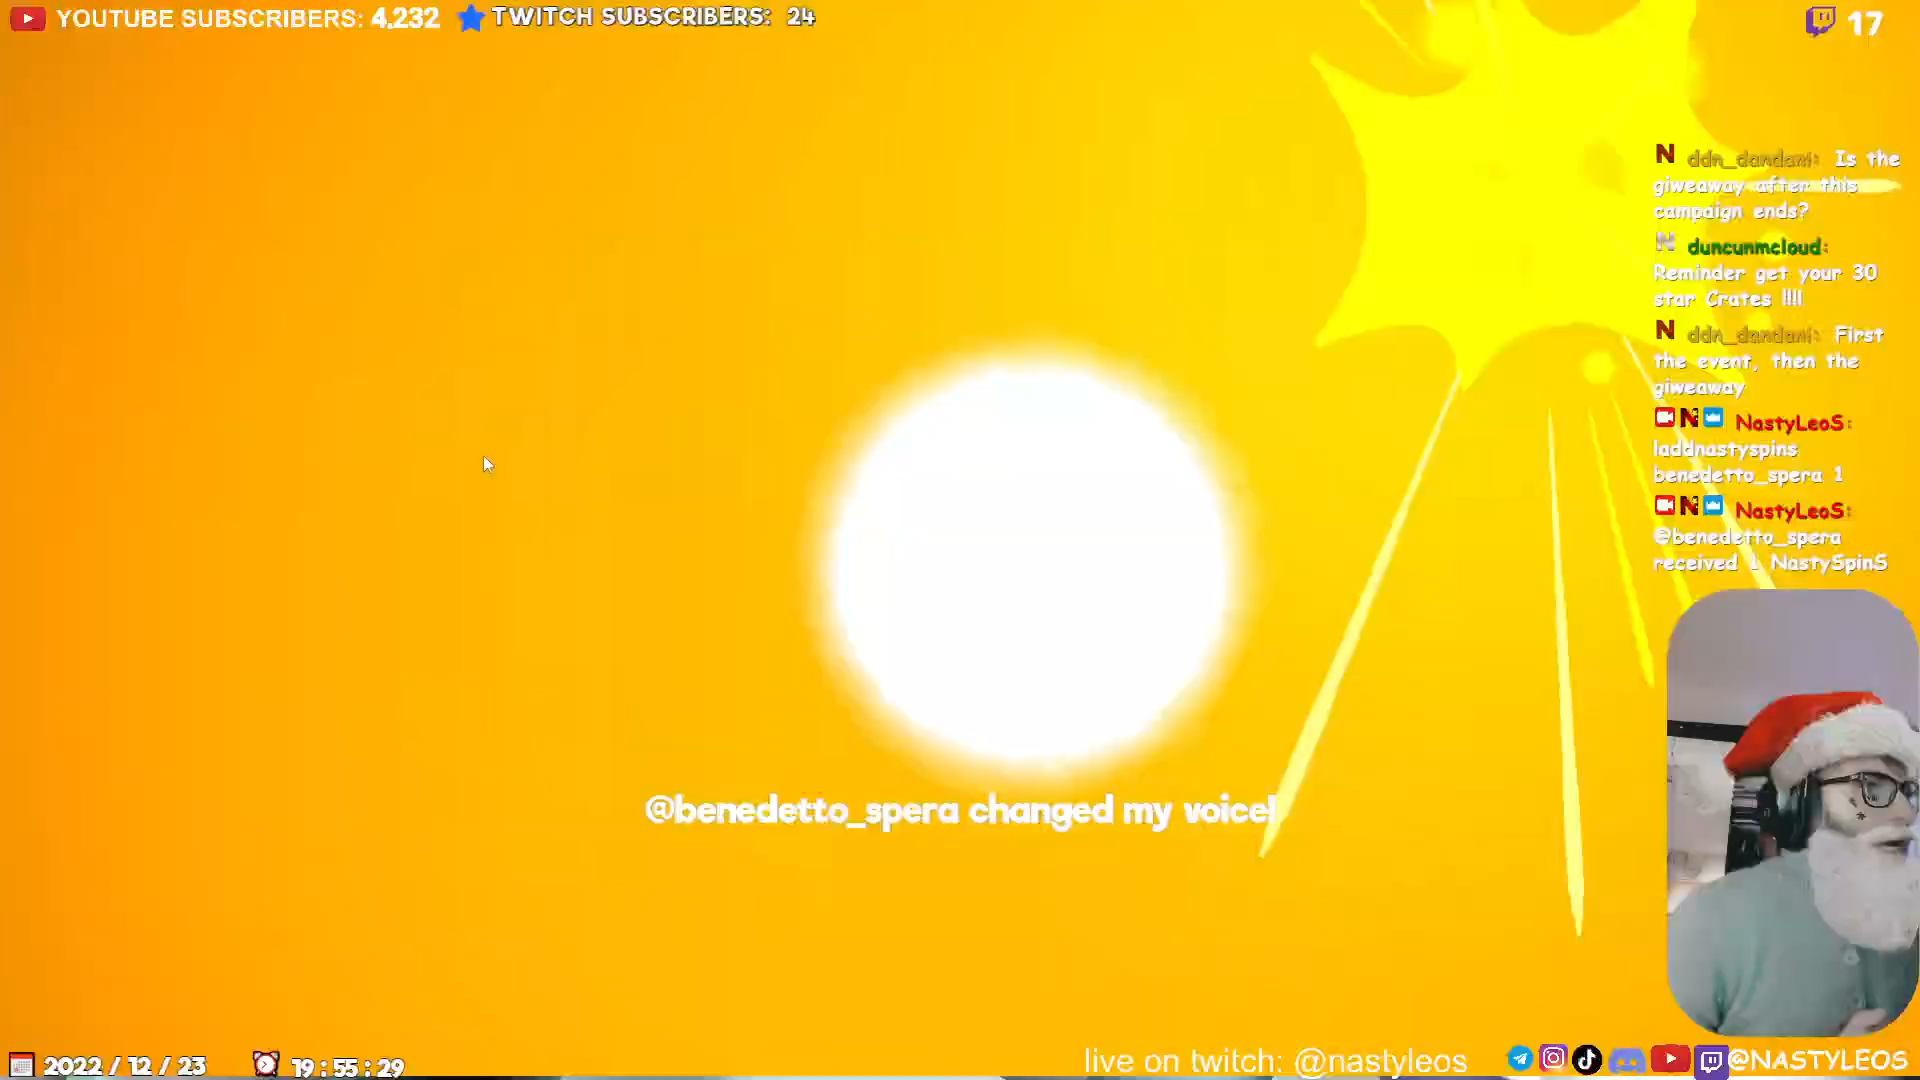 YOUTUBE SUBSCRIBERS: 4,232
TWITCH SUBSCRIBERS: 24
17
N ddn_dandani: Is the
giweaway after this
campaign ends?
N duncunmcloud:
Reminder get your 30
star Crates !!!!
N ddn_dandani: First
the event, then the
giweaway
N NastyLeoS:
!addnastyspins
benedetto_spera 1
N NastyLeoS:
@benedetto_spera
received 1 NastySpinS
@benedetto_spera changed my voice!
2022 / 12 / 23
19 : 55 : 29
live on twitch: @nastyleos
@NASTYLEOS